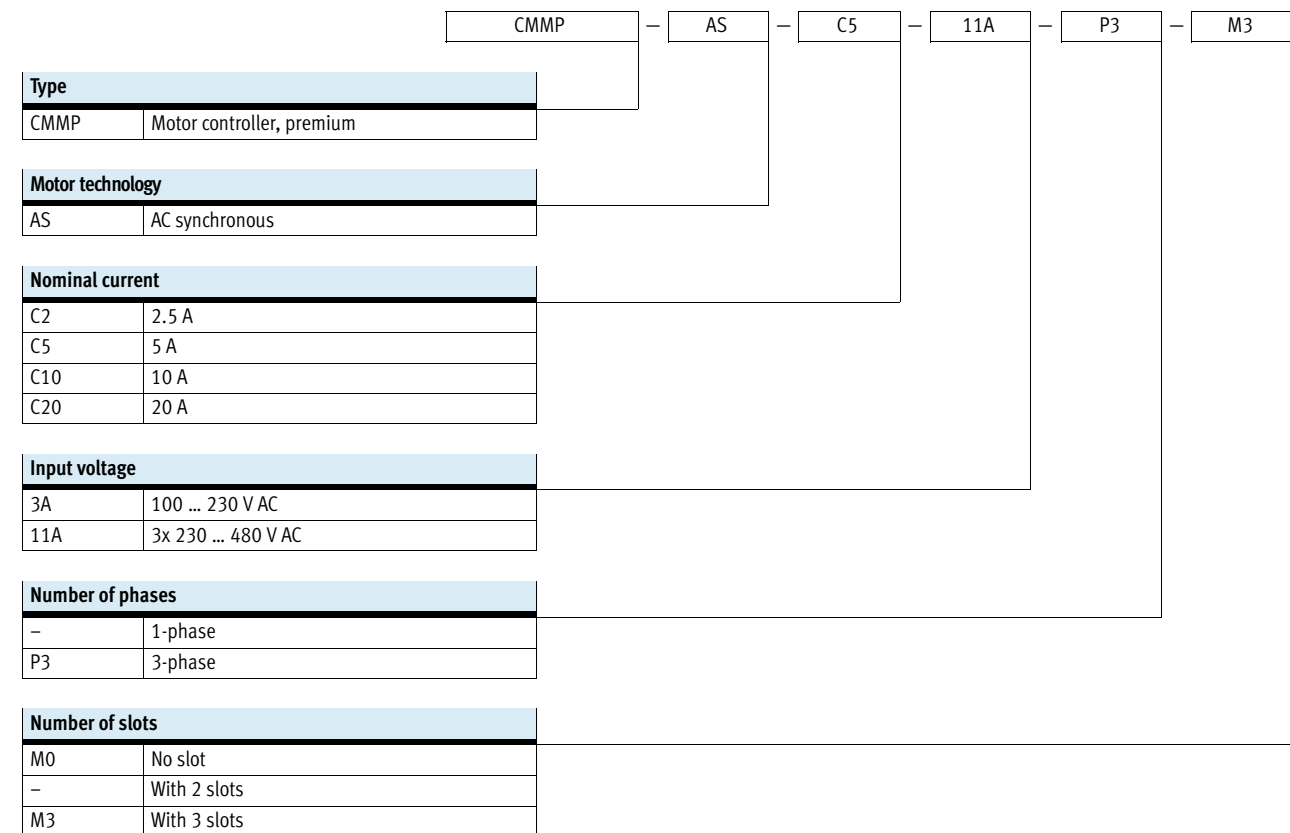 CMMP – AS – C5 – 11A – P3 – M3
Type
CMMP Motor controller, premium
Motor technology
AS AC synchronous
Nominal current
C2 2.5 A
C5 5 A
C10 10 A
C20 20 A
Input voltage
3A 100 … 230 V AC
11A 3x 230 … 480 V AC
Number of phases
– 1-phase
P3 3-phase
Number of slots
M0 No slot
– With 2 slots
M3 With 3 slots